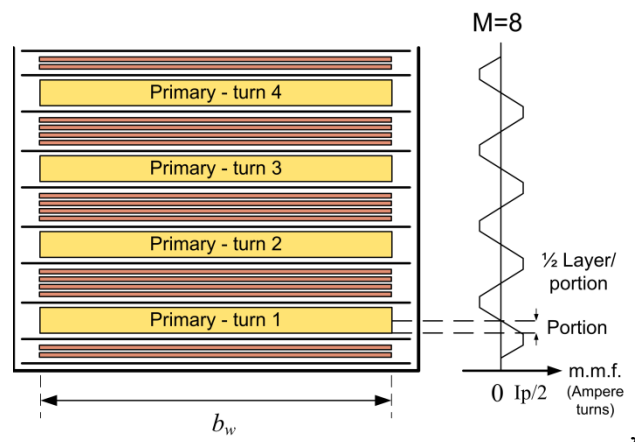 M=8
Primary - turn 4
Primary - turn 3
Primary - turn 2
½ Layer/
portion
Primary - turn 1
Portion
0 Ip/2
m.m.f.
(Ampere
turns)
b_w